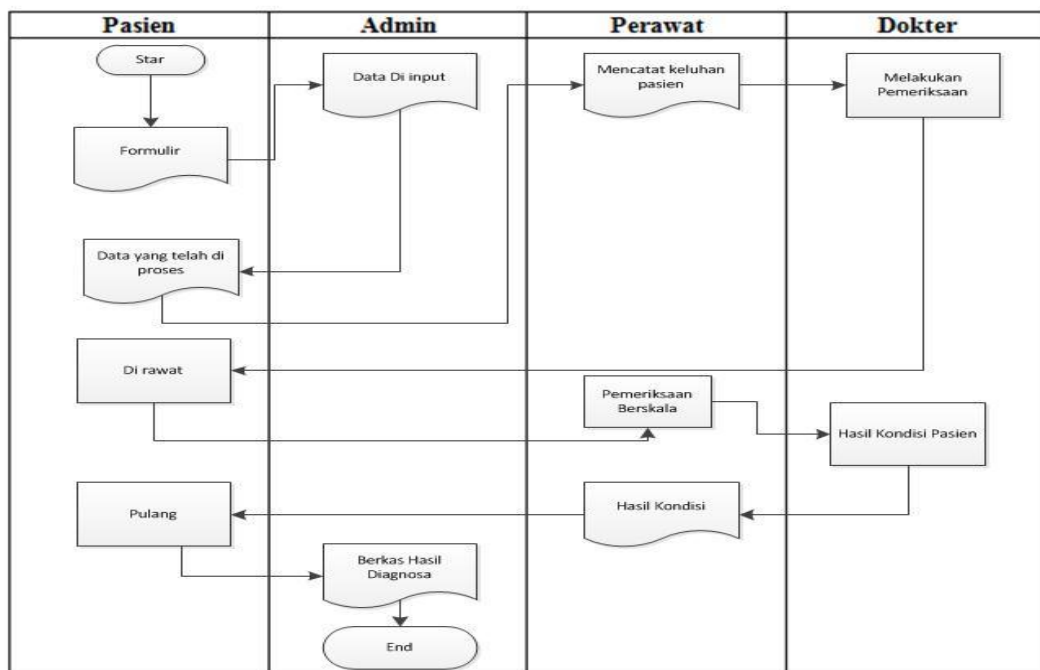 Pasien
Admin
Perawat
Dokter
Star
Data Di input
Mencatat keluhan
pasien
Melakukan
Pemeriksaan
Formulir
Data yang telah di
proses
Di rawat
Pemeriksaan
Berskala
Hasil Kondisi Pasien
Pulang
Hasil Kondisi
Berkas Hasil
Diagnosa
End